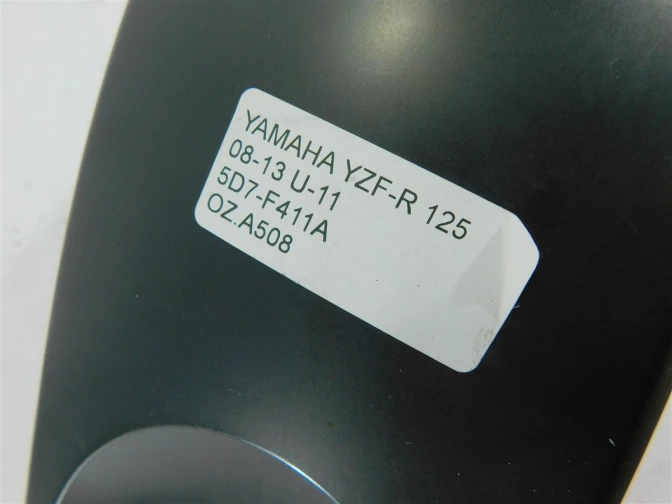 YAMAHA YZF-R 125
08-13 U-11
5D7-F411A
OZ.A508